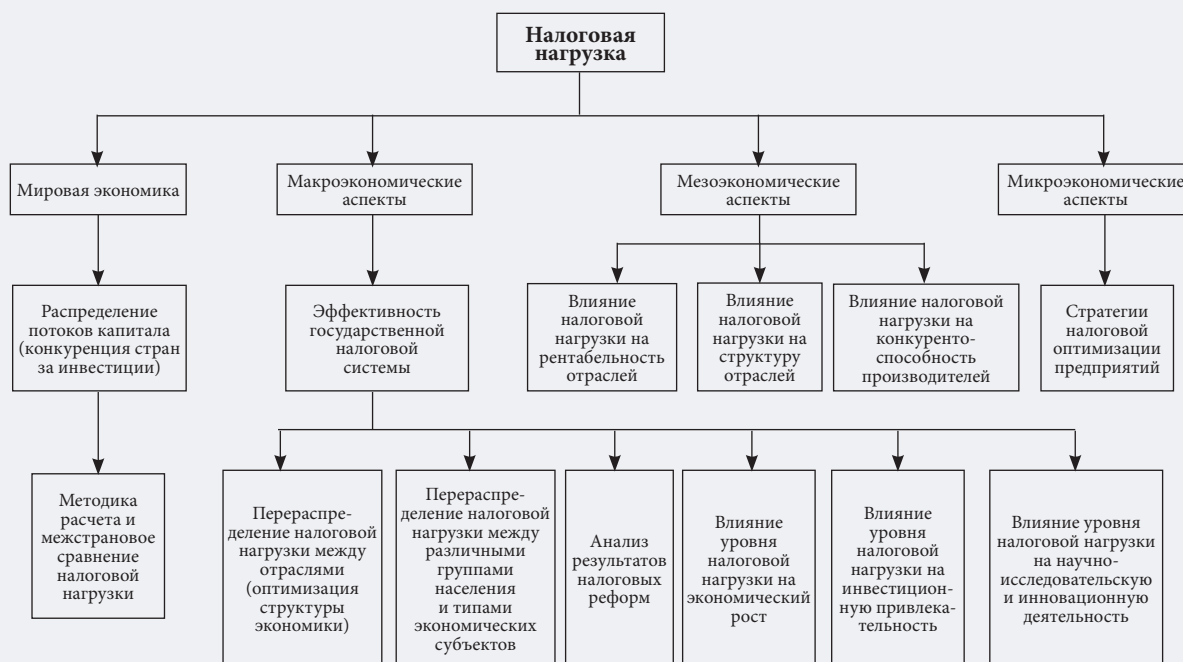 Налоговая
нагрузка
Мировая экономика
Макроэкономические
аспекты
Мезоэкономические
аспекты
Микроэкономические
аспекты
Распределение
потоков капитала
(конкуренция стран
за инвестиции)
Эффективность
государственной
налоговой
системы
Влияние
налоговой
нагрузки на
рентабельность
отраслей
Влияние
налоговой
нагрузки на
структуру
отраслей
Влияние налоговой
нагрузки на
конкуренто-
способность
производителей
Стратегии
налоговой
оптимизации
предприятий
Методика
расчета и
межстрановое
сравнение
налоговой
нагрузки
Перераспре-
деление налоговой
нагрузки между
отраслями
(оптимизация
структуры
экономики)
Перераспре-
деление налоговой
нагрузки между
различными
группами
населения
и типами
экономических
субъектов
Анализ
результатов
налоговых
реформ
Влияние
уровня
налоговой
нагрузки на
экономический
рост
Влияние
уровня
налоговой
нагрузки на
инвестицион-
ную привлека-
тельность
Влияние уровня
налоговой нагрузки
на научно-
исследовательскую
и инновационную
деятельность